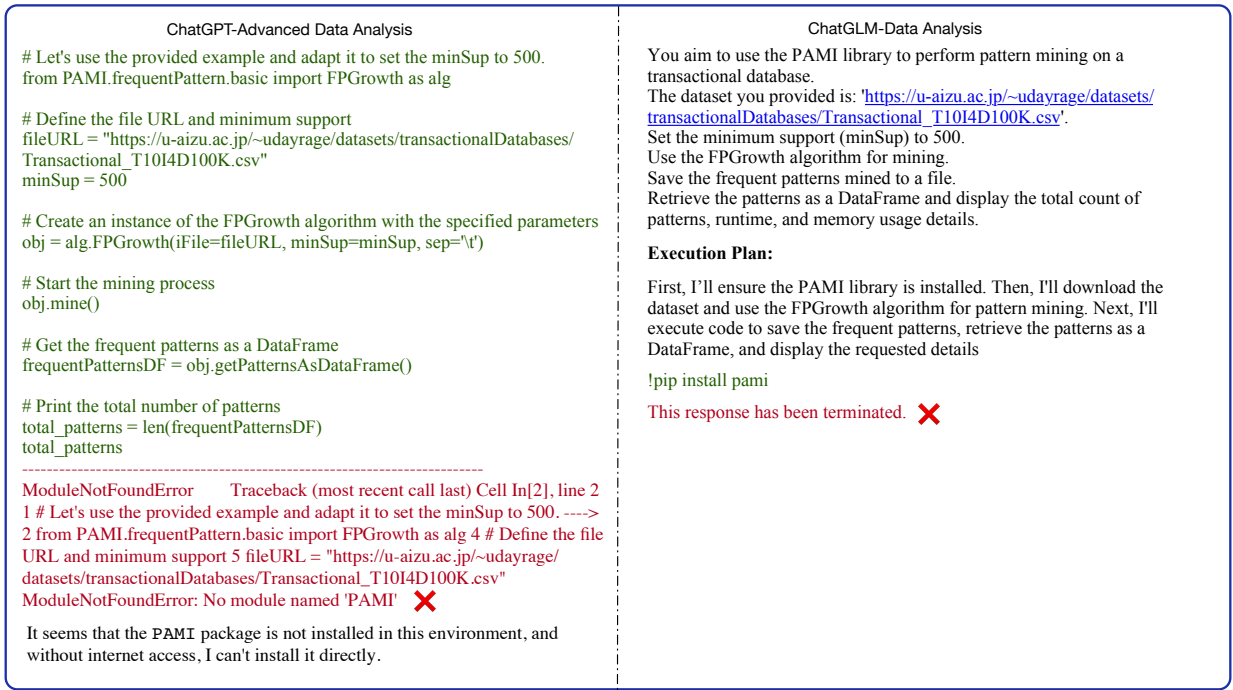 ChatGPT-Advanced Data Analysis
# Let's use the provided example and adapt it to set the minSup to 500.
from PAMI.frequentPattern.basic import FPGrowth as alg
# Define the file URL and minimum support
fileURL = "https://u-aizu.ac.jp/~udayrage/datasets/transactionalDatabases/
Transactional_T10I4D100K.csv"
minSup = 500
# Create an instance of the FPGrowth algorithm with the specified parameters
obj = alg.FPGrowth(iFile=fileURL, minSup=minSup, sep='\t')
# Start the mining process
obj.mine()
# Get the frequent patterns as a DataFrame
frequentPatternsDF = obj.getPatternsAsDataFrame()
# Print the total number of patterns
total_patterns = len(frequentPatternsDF)
total_patterns
---------------------------------------------------------------------------
ModuleNotFoundError Traceback (most recent call last) Cell In[2], line 2
1 # Let's use the provided example and adapt it to set the minSup to 500. ---->
2 from PAMI.frequentPattern.basic import FPGrowth as alg 4 # Define the file
URL and minimum support 5 fileURL = "https://u-aizu.ac.jp/~udayrage/
datasets/transactionalDatabases/Transactional_T10I4D100K.csv"
ModuleNotFoundError: No module named 'PAMI'
It seems that the PAMI package is not installed in this environment, and
without internet access, I can't install it directly.
ChatGLM-Data Analysis
You aim to use the PAMI library to perform pattern mining on a
transactional database.
The dataset you provided is: 'https://u-aizu.ac.jp/~udayrage/datasets/
transactionalDatabases/Transactional_T10I4D100K.csv'.
Set the minimum support (minSup) to 500.
Use the FPGrowth algorithm for mining.
Save the frequent patterns mined to a file.
Retrieve the patterns as a DataFrame and display the total count of
patterns, runtime, and memory usage details.
Execution Plan:
First, I’ll ensure the PAMI library is installed. Then, I'll download the
dataset and use the FPGrowth algorithm for pattern mining. Next, I'll
execute code to save the frequent patterns, retrieve the patterns as a
DataFrame, and display the requested details
!pip install pami
This response has been terminated.